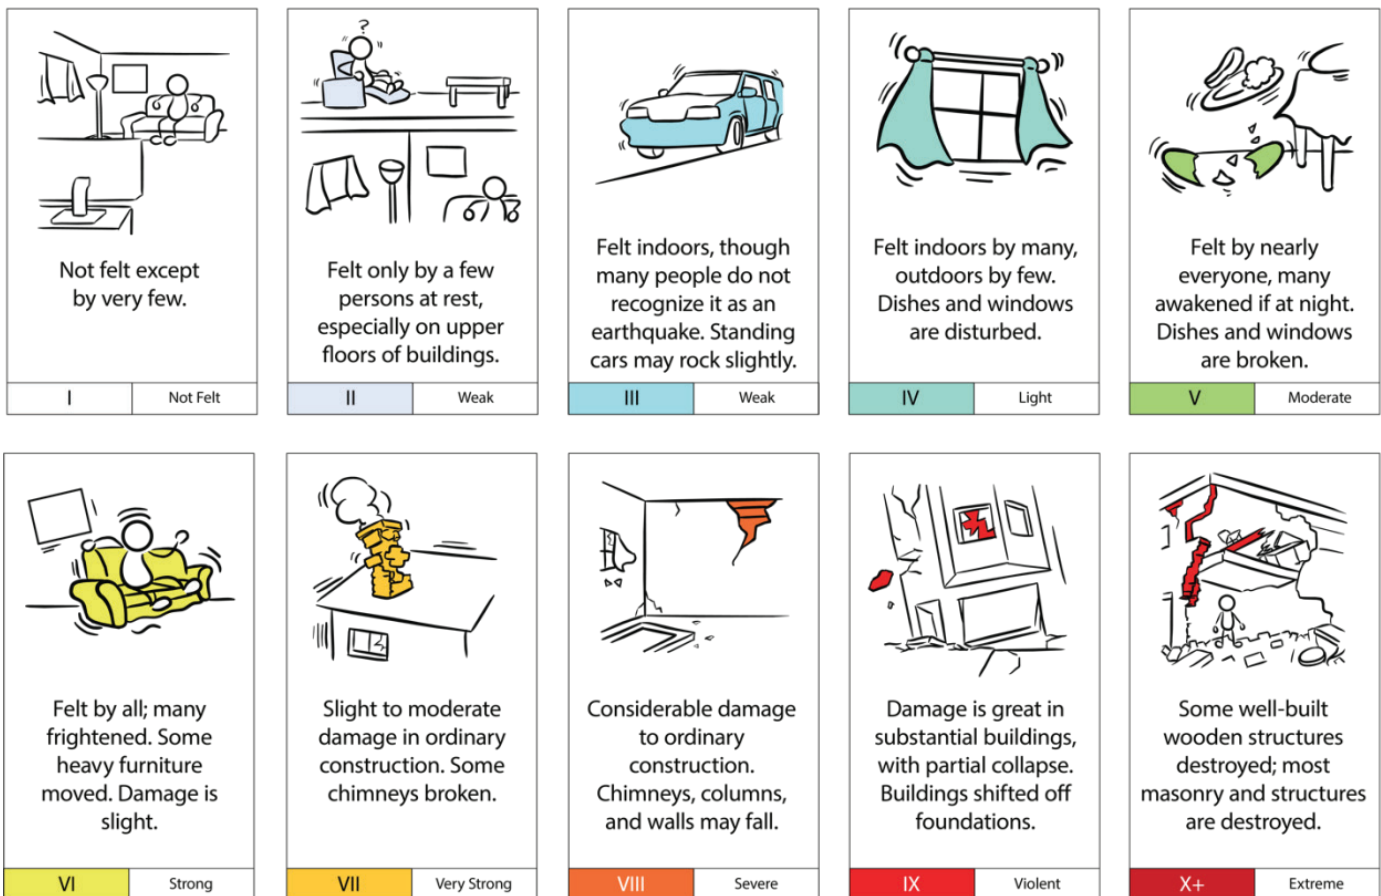 ?
Not felt except
by very few.
I
Not Felt
Felt only by a few
persons at rest,
especially on upper
floors of buildings.
II
Weak
Felt indoors, though
many people do not
recognize it as an
earthquake. Standing
cars may rock slightly.
III
Weak
Felt indoors by many,
outdoors by few.
Dishes and windows
are disturbed.
IV
Light
Felt by nearly
everyone, many
awakened if at night.
Dishes and windows
are broken.
V
Moderate
Felt by all; many
frightened. Some
heavy furniture
moved. Damage is
slight.
VI
Strong
Slight to moderate
damage in ordinary
construction. Some
chimneys broken.
VII
Very Strong
Considerable damage
to ordinary
construction.
Chimneys, columns,
and walls may fall.
VIII
Severe
Damage is great in
substantial buildings,
with partial collapse.
Buildings shifted off
foundations.
IX
Violent
Some well-built
wooden structures
destroyed; most
masonry and structures
are destroyed.
X+
Extreme